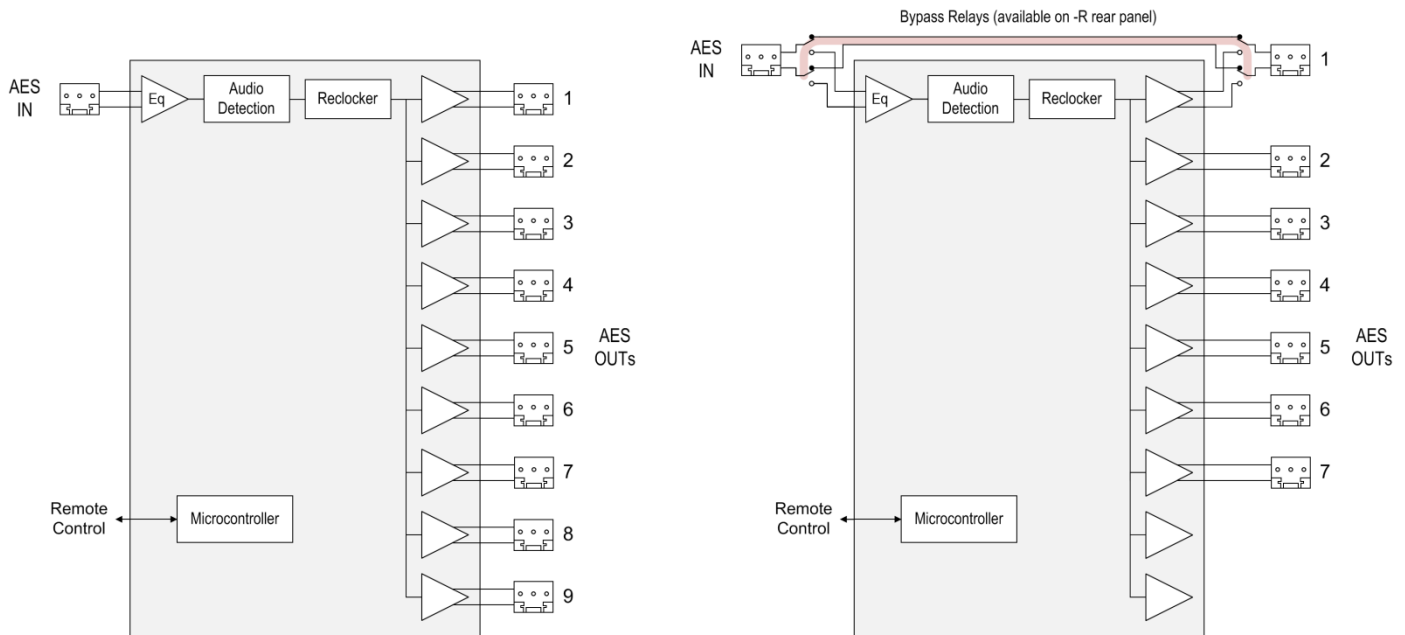 Bypass Relays (available on -R rear panel)
AES
IN
Eq
Audio
Detection
Reclocker
1
2
3
4
5
6
7
8
9
AES
OUTs
Remote
Control
Microcontroller
AES
IN
Eq
Audio
Detection
Reclocker
1
2
3
4
5
6
7
AES
OUTs
Remote
Control
Microcontroller